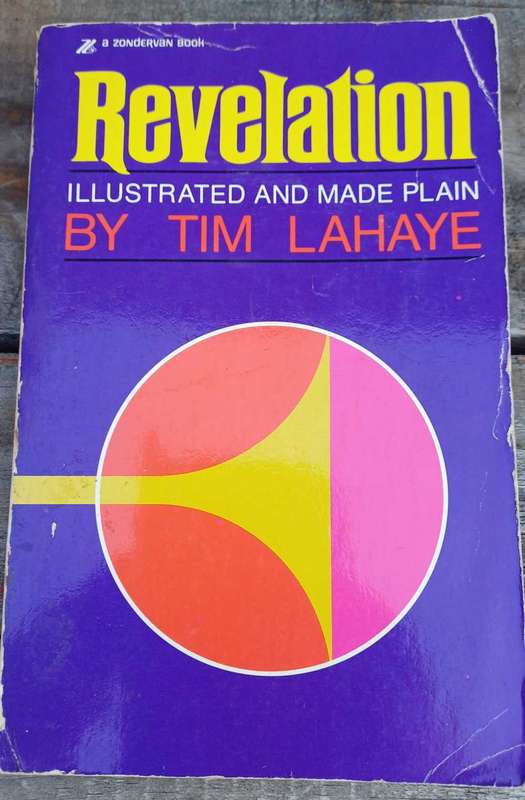 a ZONDERVAN BOOK
Revelation
ILLUSTRATED AND MADE PLAIN
BY TIM LAHAYE